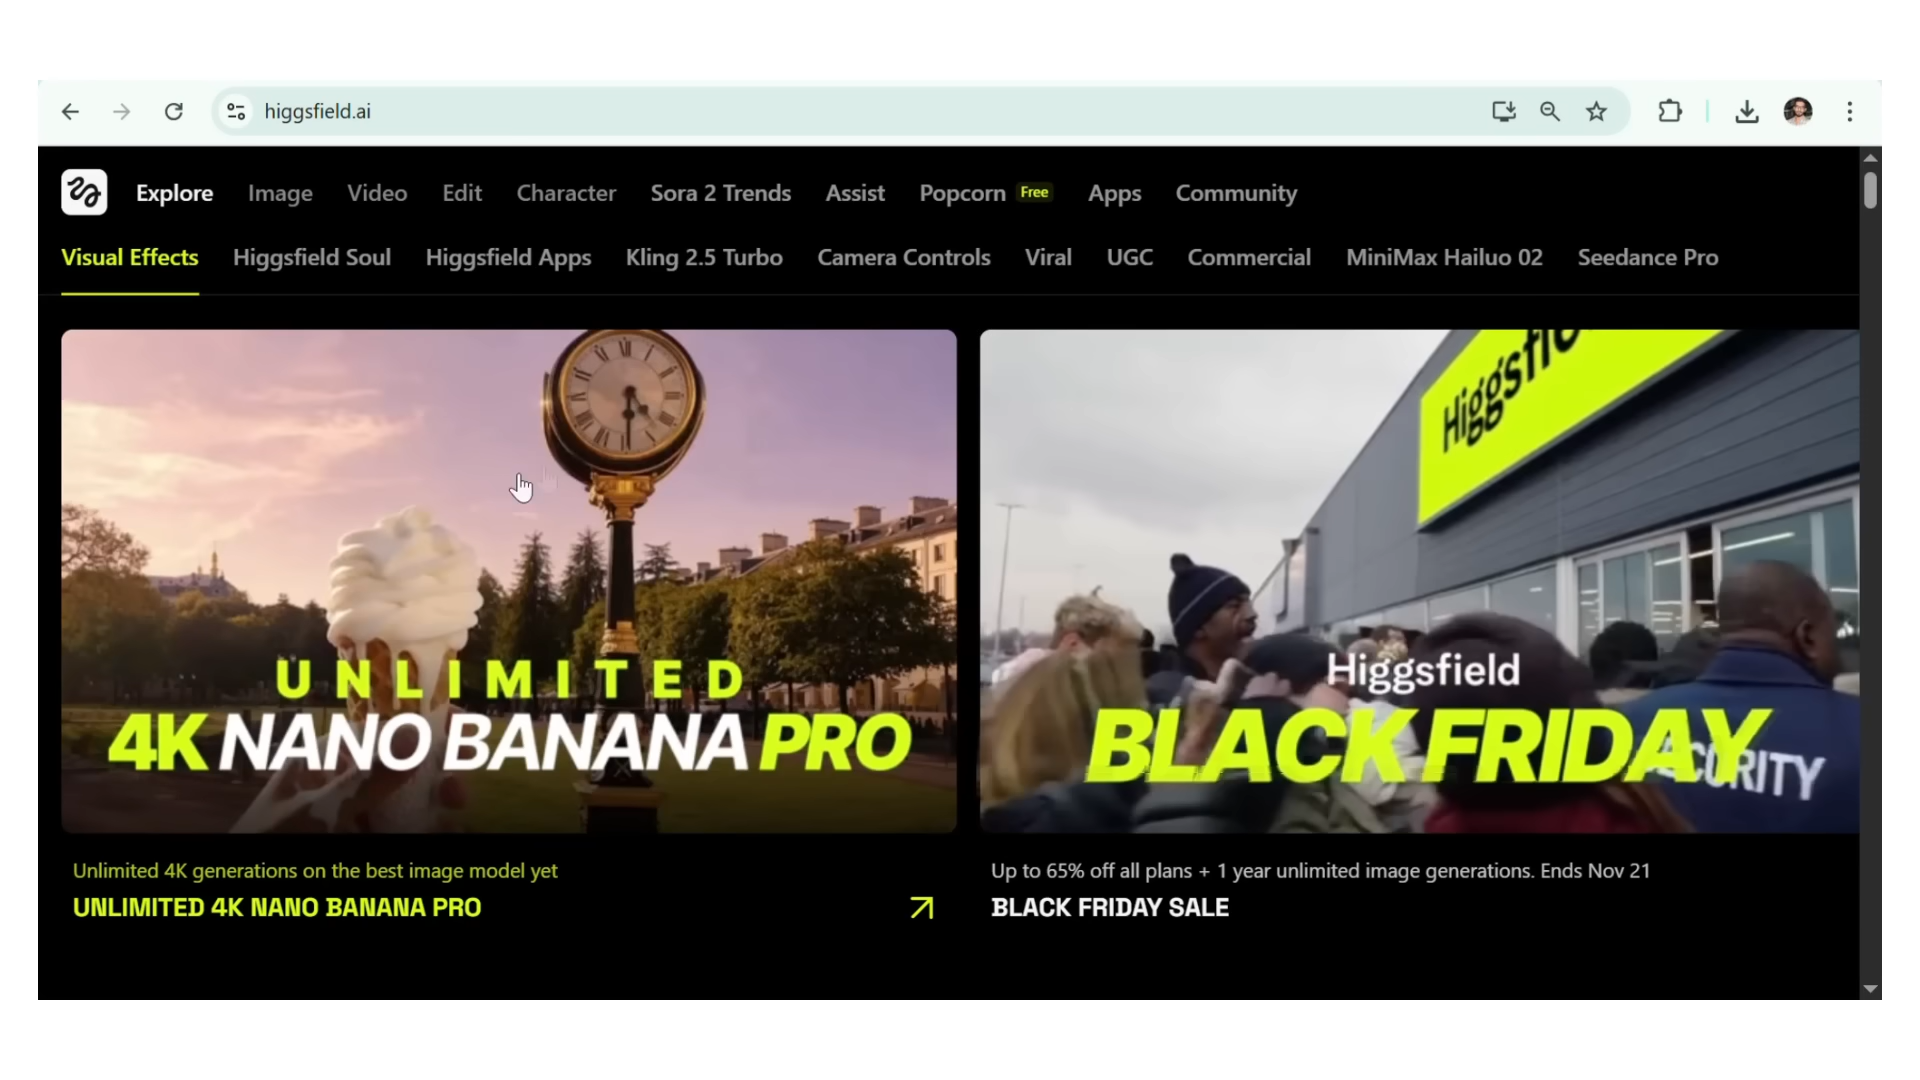 higgsfield.ai
Explore Image Video Edit Character Sora 2 Trends Assist Popcorn Free Apps Community
Visual Effects Higgsfield Soul Higgsfield Apps Kling 2.5 Turbo Camera Controls Viral UGC Commercial MiniMax Hailuo 02 Seedance Pro
UNLIMITED
4K NANO BANANA PRO
Higgsfield
BLACK FRIDAY
Unlimited 4K generations on the best image model yet
UNLIMITED 4K NANO BANANA PRO
Up to 65% off all plans + 1 year unlimited image generations. Ends Nov 21
BLACK FRIDAY SALE